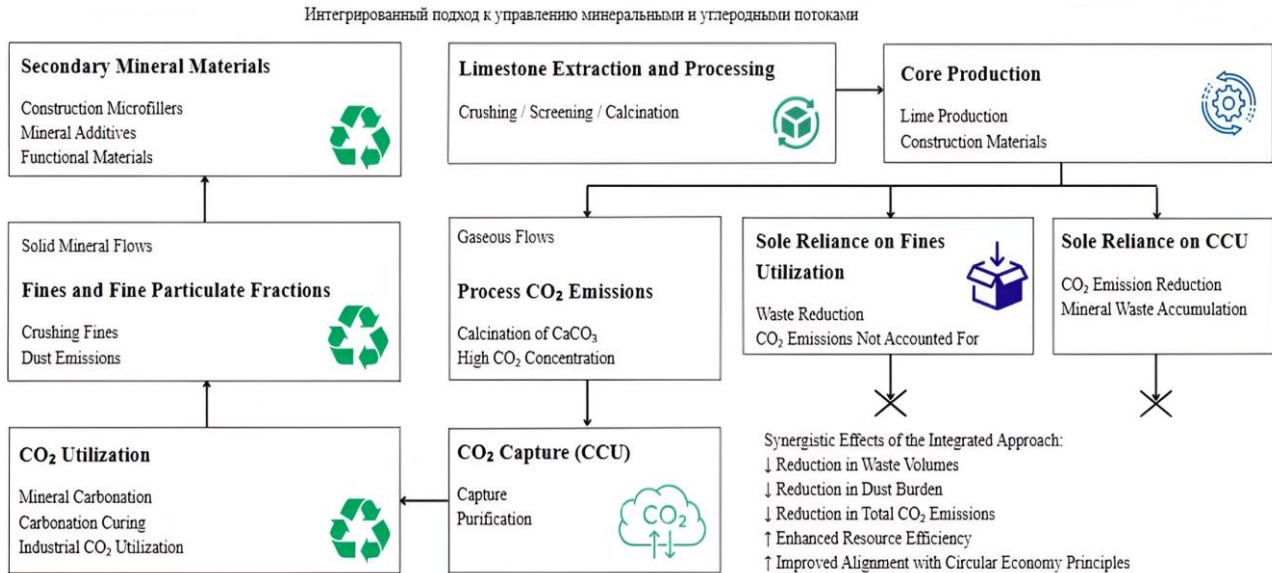 Интегрированный подход к управлению минеральными и углеродными потоками
Secondary Mineral Materials
Construction Microfillers
Mineral Additives
Functional Materials
Limestone Extraction and Processing
Crushing / Screening / Calcination
Core Production
Lime Production
Construction Materials
Solid Mineral Flows
Fines and Fine Particulate Fractions
Crushing Fines
Dust Emissions
Gaseous Flows
Process CO₂ Emissions
Calcination of CaCO₃
High CO₂ Concentration
Sole Reliance on Fines
Utilization
Waste Reduction
CO₂ Emissions Not Accounted For
Sole Reliance on CCU
CO₂ Emission Reduction
Mineral Waste Accumulation
CO₂ Utilization
Mineral Carbonation
Carbonation Curing
Industrial CO₂ Utilization
CO₂ Capture (CCU)
Capture
Purification
CO₂
Synergistic Effects of the Integrated Approach:
↓ Reduction in Waste Volumes
↓ Reduction in Dust Burden
↓ Reduction in Total CO₂ Emissions
↑ Enhanced Resource Efficiency
↑ Improved Alignment with Circular Economy Principles